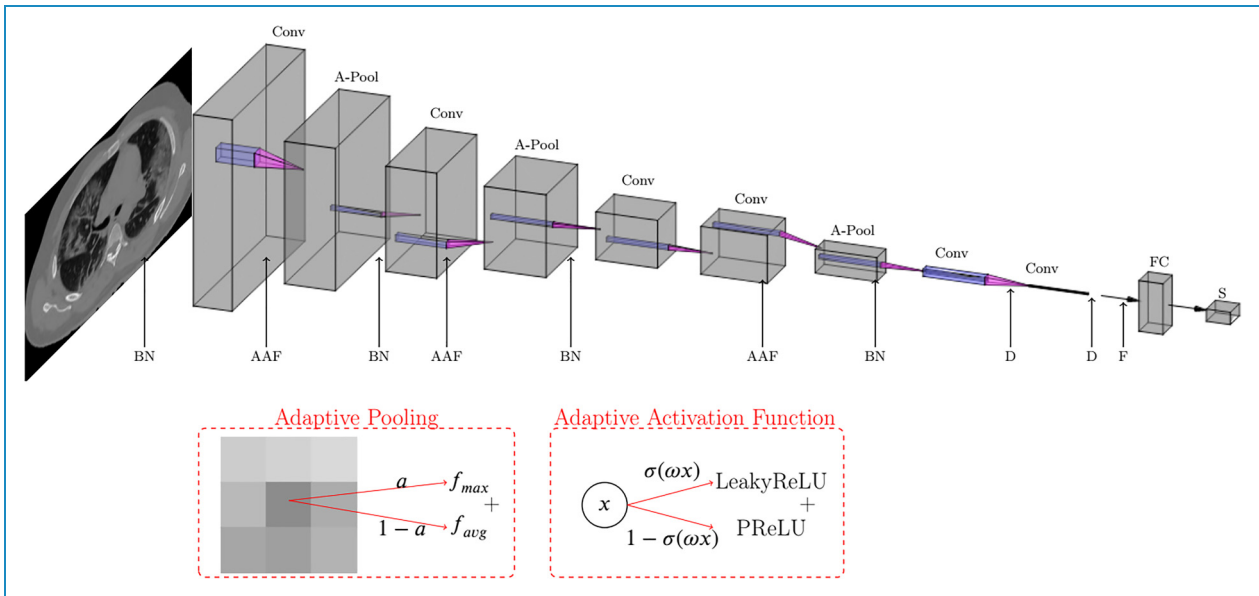 Conv
A-Pool
Conv
A-Pool
Conv
Conv
A-Pool
Conv
Conv
FC
S
BN
AAF
BN
AAF
BN
AAF
BN
D
D
F
Adaptive Pooling
a
f_max
+
1 − a
f_avg
Adaptive Activation Function
x
σ(ωx)
LeakyReLU
+
1 − σ(ωx)
PReLU